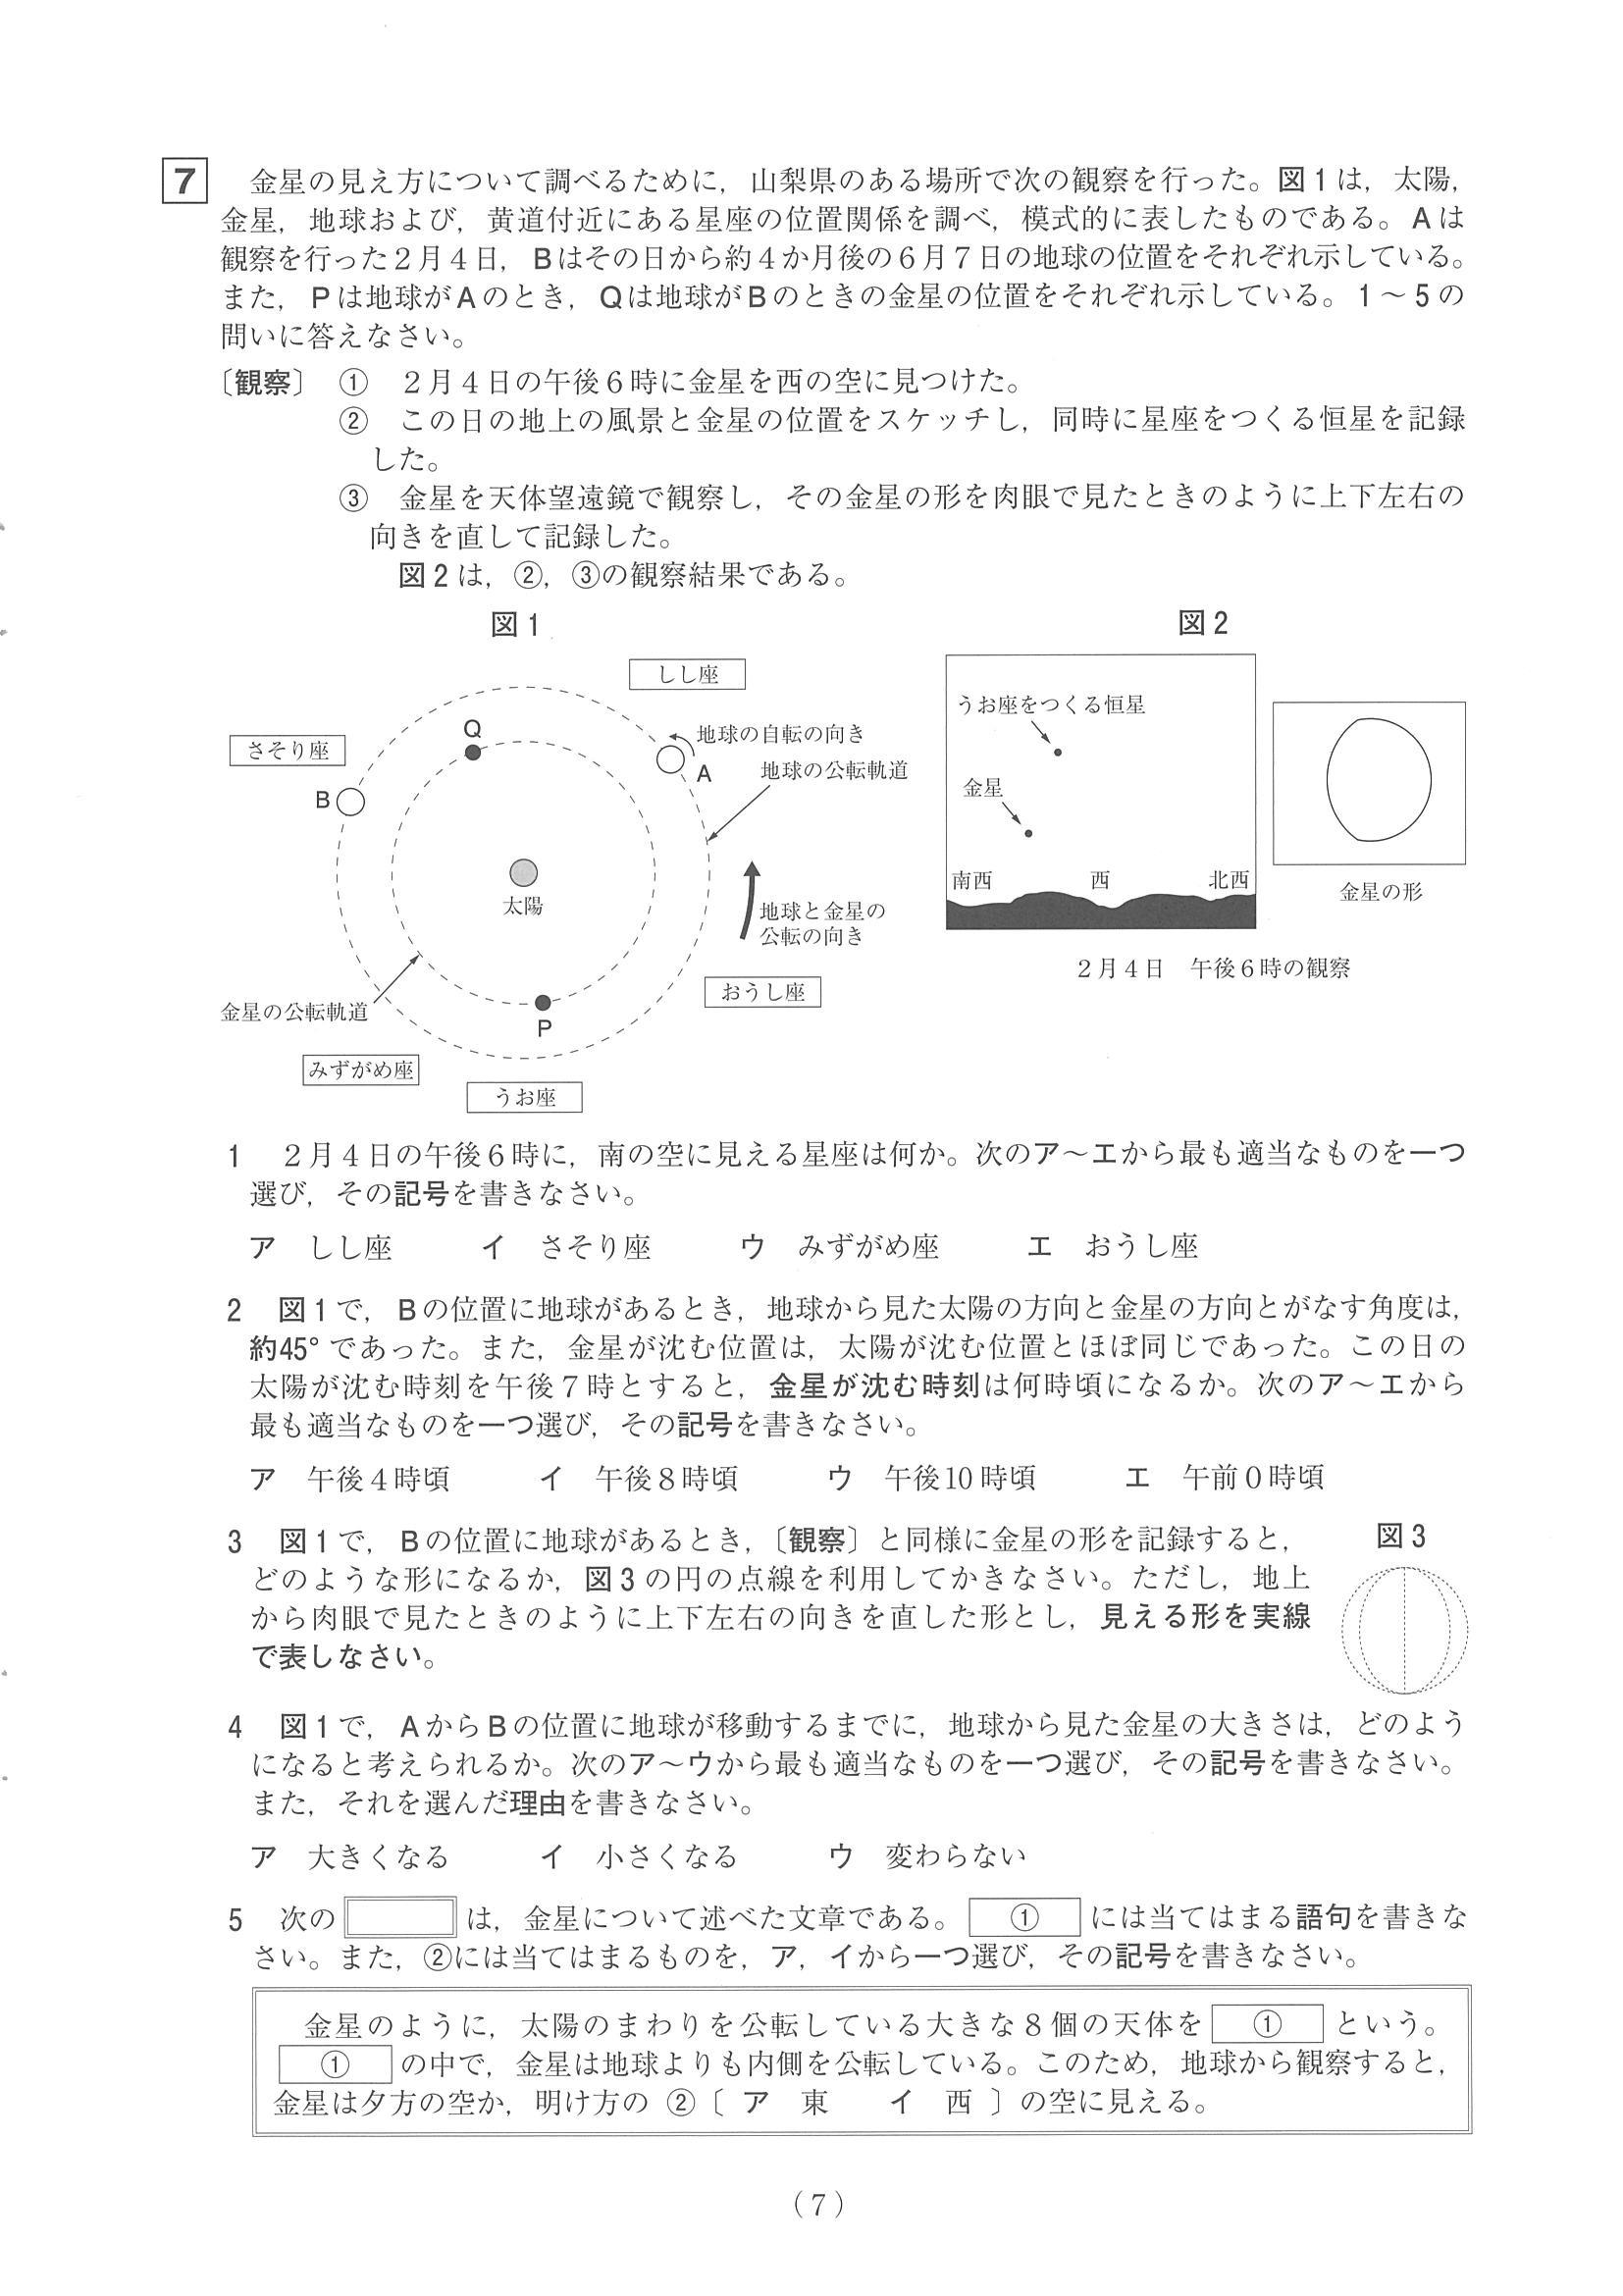 7 金星の見え方について調べるために，山梨県のある場所で次の観察を行った。図1は，太陽，
金星，地球および，黄道付近にある星座の位置関係を調べ，模式的に表したものである。Aは
観察を行った2月4日，Bはその日から約4か月後の6月7日の地球の位置をそれぞれ示している。
また，Pは地球がAのとき，Qは地球がBのときの金星の位置をそれぞれ示している。1～5の
問いに答えなさい。
〔観察〕 ① 2月4日の午後6時に金星を西の空に見つけた。
② この日の地上の風景と金星の位置をスケッチし，同時に星座をつくる恒星を記録
した。
③ 金星を天体望遠鏡で観察し，その金星の形を肉眼で見たときのように上下左右の
向きを直して記録した。
図2は，②，③の観察結果である。
図1
しし座
Q
さそり座
地球の自転の向き
A
地球の公転軌道
B
太陽
地球と金星の
公転の向き
おうし座
金星の公転軌道
P
みずがめ座
うお座
図2
うお座をつくる恒星
金星
南西 西 北西
金星の形
2月4日 午後6時の観察
1 2月4日の午後6時に，南の空に見える星座は何か。次のア～エから最も適当なものを一つ
選び，その記号を書きなさい。
ア しし座 イ さそり座 ウ みずがめ座 エ おうし座
2 図1で，Bの位置に地球があるとき，地球から見た太陽の方向と金星の方向とがなす角度は，
約45°であった。また，金星が沈む位置は，太陽が沈む位置とほぼ同じであった。この日の
太陽が沈む時刻を午後7時とすると，金星が沈む時刻は何時頃になるか。次のア～エから
最も適当なものを一つ選び，その記号を書きなさい。
ア 午後4時頃 イ 午後8時頃 ウ 午後10時頃 エ 午前0時頃
3 図1で，Bの位置に地球があるとき，〔観察〕と同様に金星の形を記録すると，
どのような形になるか，図3の円の点線を利用してかきなさい。ただし，地上
から肉眼で見たときのように上下左右の向きを直した形とし，見える形を実線
で表しなさい。
図3
4 図1で，AからBの位置に地球が移動するまでに，地球から見た金星の大きさは，どのよう
になると考えられるか。次のア～ウから最も適当なものを一つ選び，その記号を書きなさい。
また，それを選んだ理由を書きなさい。
ア 大きくなる イ 小さくなる ウ 変わらない
5 次の は，金星について述べた文章である。 ① には当てはまる語句を書きな
さい。また，②には当てはまるものを，ア，イから一つ選び，その記号を書きなさい。
金星のように，太陽のまわりを公転している大きな8個の天体を ① という。
① の中で，金星は地球よりも内側を公転している。このため，地球から観察すると，
金星は夕方の空か，明け方の ②〔 ア 東 イ 西 〕の空に見える。
（7）